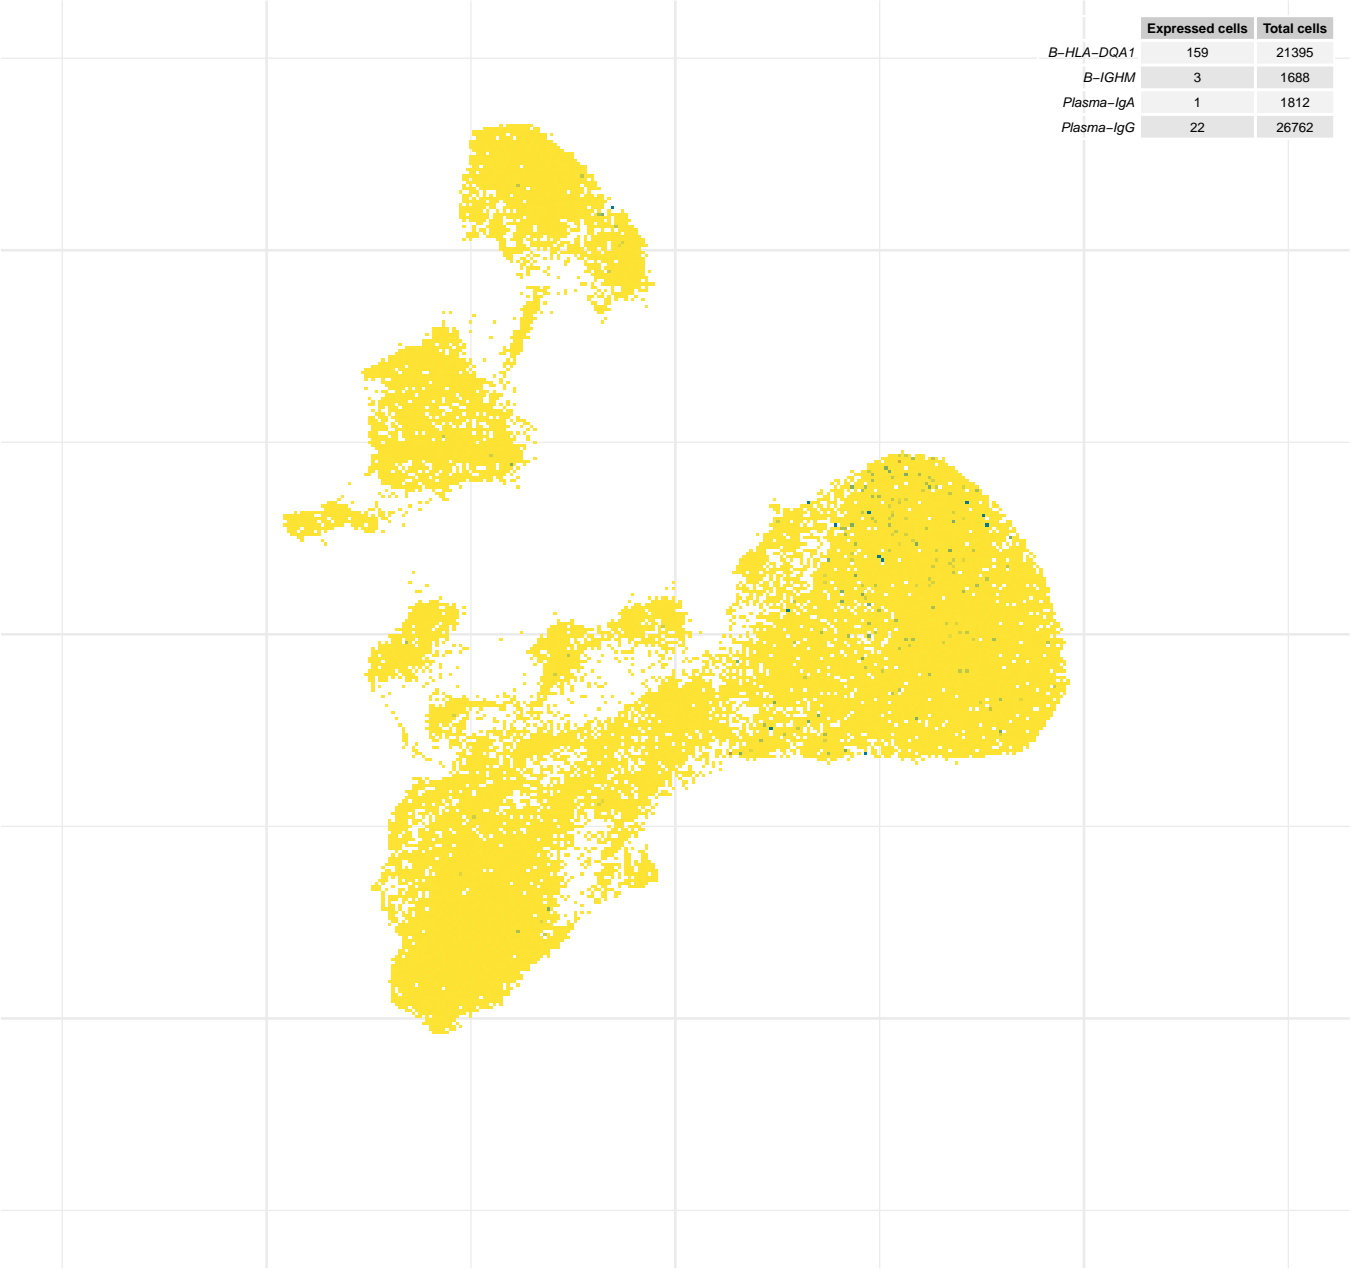 Expressed cells Total cells
B−HLA−DQA1 159 21395
B−IGHM 3 1688
Plasma−IgA 1 1812
Plasma−IgG 22 26762